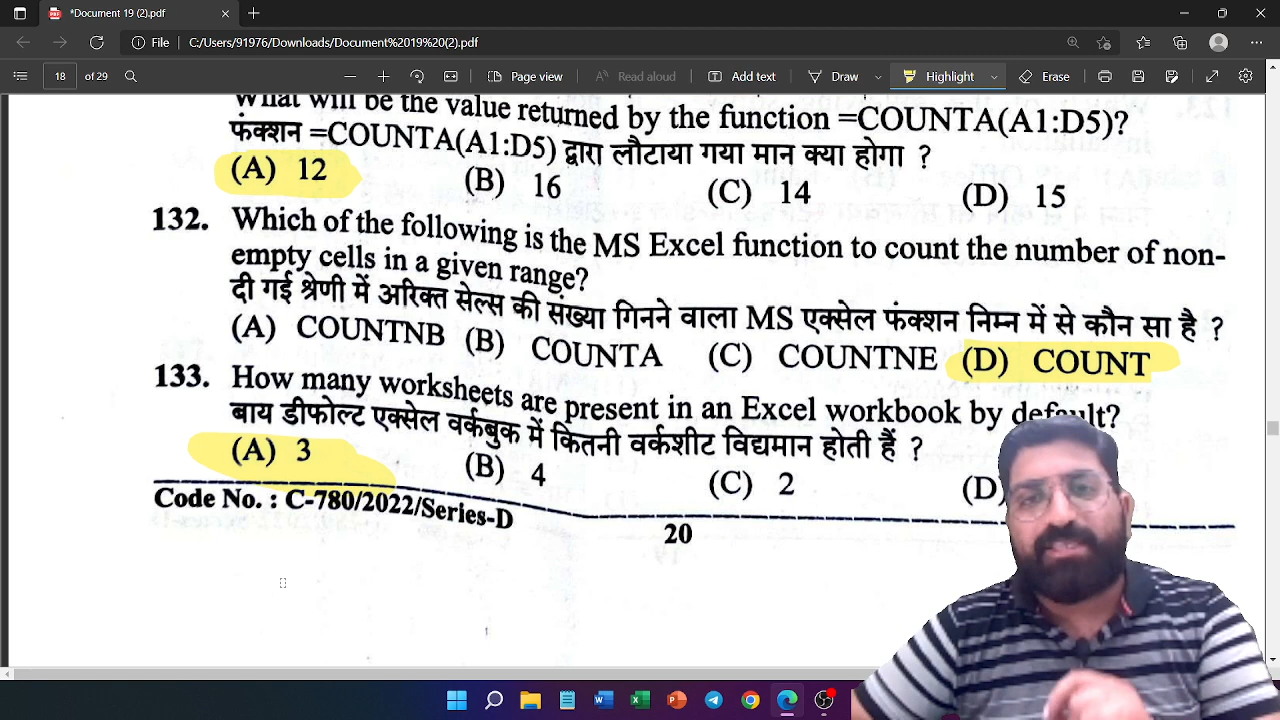 *Document 19 (2).pdf
File C:/Users/91976/Downloads/Document%2019%20(2).pdf
18 of 29 Page view Read aloud Add text Draw Highlight Erase
What will be the value returned by the function =COUNTA(A1:D5)?
फंक्शन =COUNTA(A1:D5) द्वारा लौटाया गया मान क्या होगा ?
(A) 12 (B) 16 (C) 14 (D) 15
132. Which of the following is the MS Excel function to count the number of non-
empty cells in a given range?
दी गई श्रेणी में अरिक्त सेल्स की संख्या गिनने वाला MS एक्सेल फंक्शन निम्न में से कौन सा है ?
(A) COUNTNB (B) COUNTA (C) COUNTNE (D) COUNT
133. How many worksheets are present in an Excel workbook by default?
बाय डीफोल्ट एक्सेल वर्कबुक में कितनी वर्कशीट विद्यमान होती हैं ?
(A) 3 (B) 4 (C) 2 (D)
Code No. : C-780/2022/Series-D
20